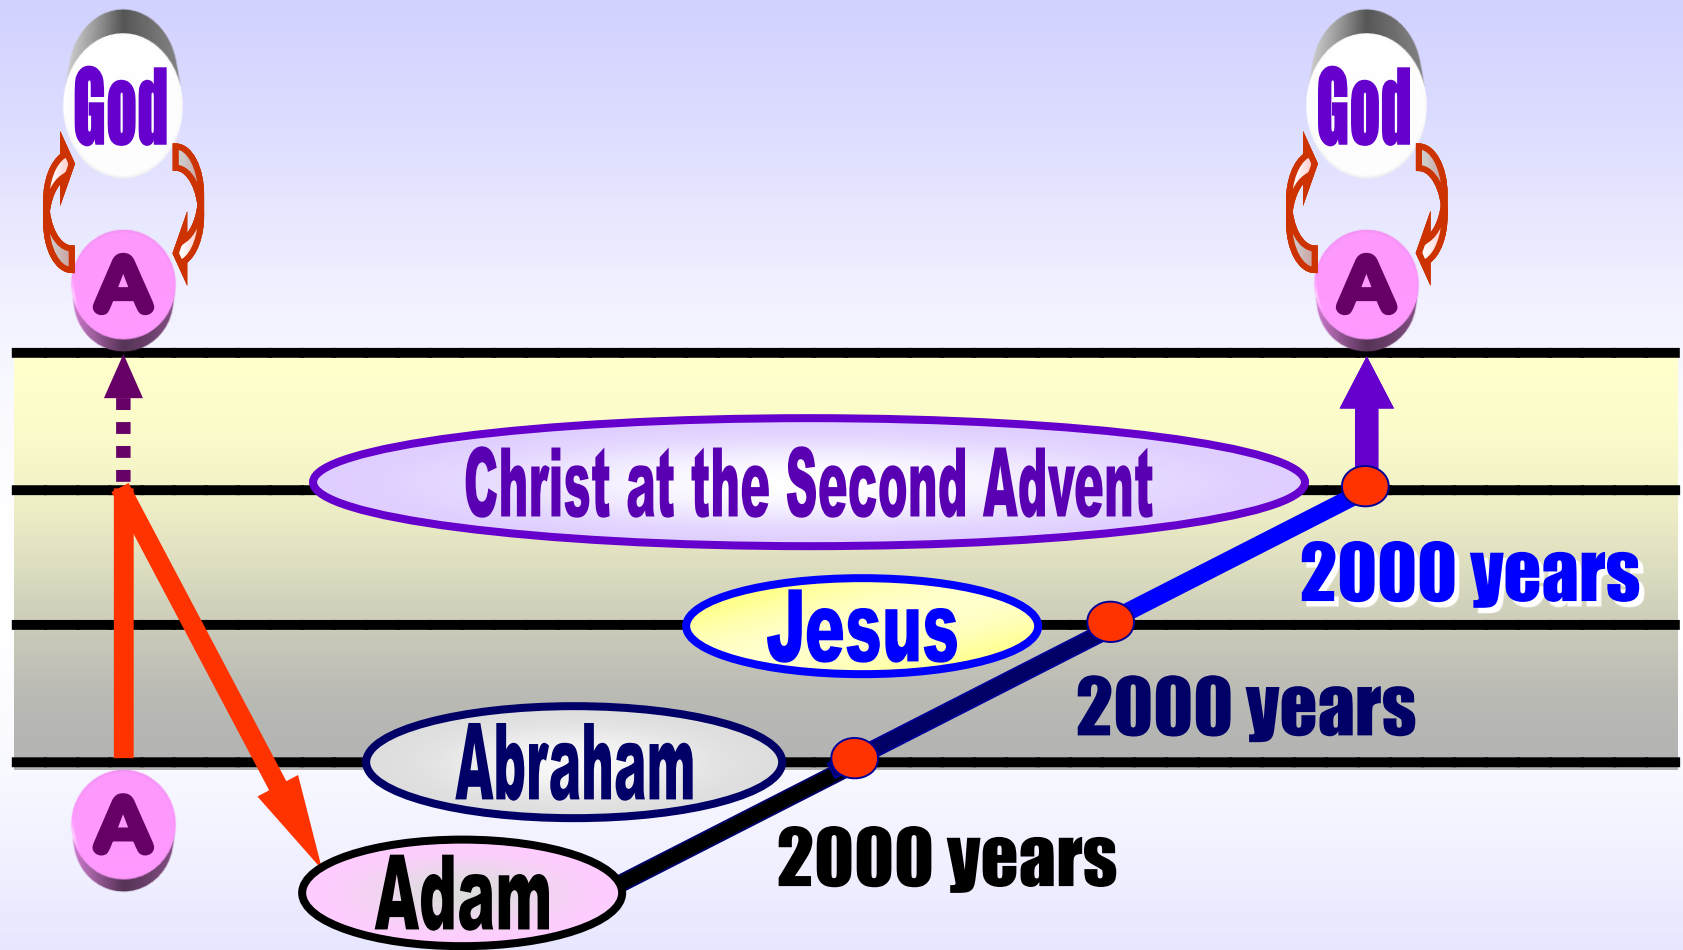 God
God
A
A
Christ at the Second Advent
2000 years
Jesus
2000 years
Abraham
A
2000 years
Adam